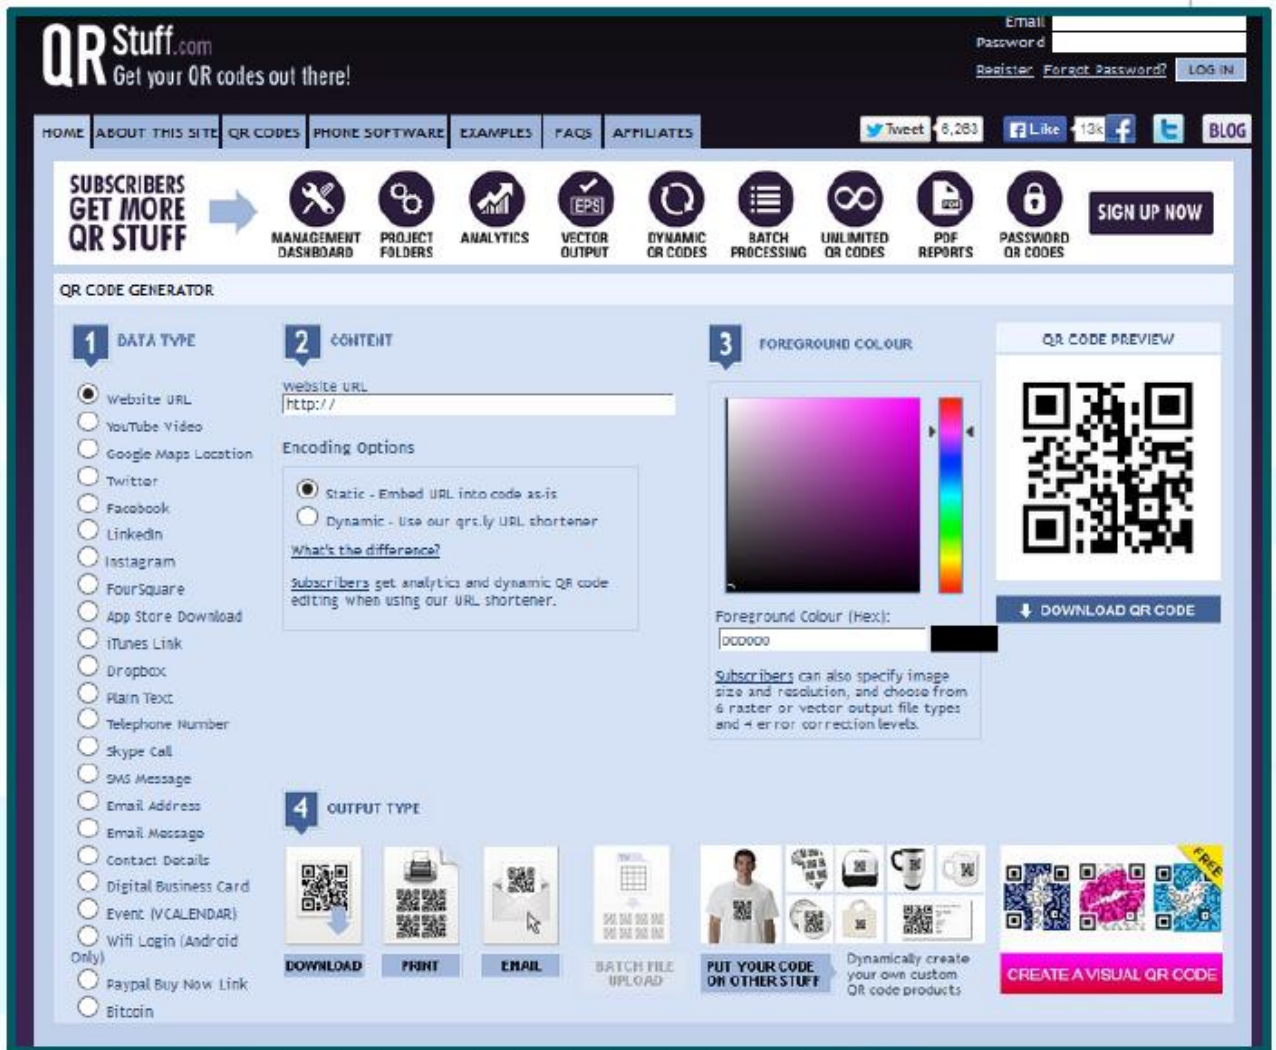 QR Stuff.com
Get your QR codes out there!
Email
Password
Register Forgot Password? LOG IN
HOME ABOUT THIS SITE QR CODES PHONE SOFTWARE EXAMPLES FAQS AFFILIATES
Tweet 6,263 Like 13k BLOG
SUBSCRIBERS
GET MORE
QR STUFF
MANAGEMENT
DASHBOARD
PROJECT
FOLDERS
ANALYTICS
EPS
VECTOR
OUTPUT
DYNAMIC
QR CODES
BATCH
PROCESSING
UNLIMITED
QR CODES
PDF
PDF
REPORTS
PASSWORD
QR CODES
SIGN UP NOW
QR CODE GENERATOR
1 DATA TYPE
Website URL
YouTube Video
Google Maps Location
Twitter
Facebook
LinkedIn
Instagram
FourSquare
App Store Download
iTunes Link
Dropbox
Plain Text
Telephone Number
Skype Call
SMS Message
Email Address
Email Message
Contact Details
Digital Business Card
Event (VCALENDAR)
Wifi Login (Android
Only)
Paypal Buy Now Link
Bitcoin
2 CONTENT
Website URL
http://
Encoding Options
Static - Embed URL into code as-is
Dynamic - Use our qrs.ly URL shortener
What's the difference?
Subscribers get analytics and dynamic QR code
editing when using our URL shortener.
3 FOREGROUND COLOUR
Foreground Colour (Hex):
000000
Subscribers can also specify image
size and resolution, and choose from
6 raster or vector output file types
and 4 error correction levels.
QR CODE PREVIEW
DOWNLOAD QR CODE
4 OUTPUT TYPE
DOWNLOAD
PRINT
EMAIL
BATCH FILE
UPLOAD
PUT YOUR CODE
ON OTHER STUFF
Dynamically create
your own custom
QR code products
FREE
CREATE A VISUAL QR CODE